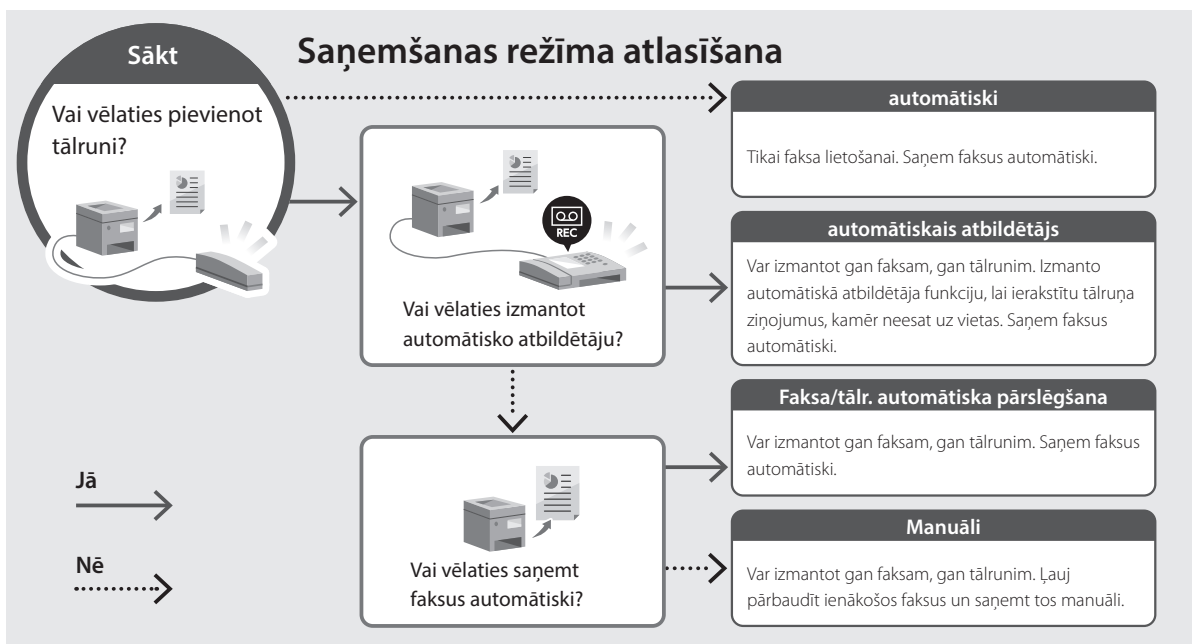 Saņemšanas režīma atlasīšana
Sākt
Vai vēlaties pievienot
tālruni?
automātiski
Tikai faksa lietošanai. Saņem faksus automātiski.
REC
Vai vēlaties izmantot
automātisko atbildētāju?
automātiskais atbildētājs
Var izmantot gan faksam, gan tālrunim. Izmanto
automātiskā atbildētāja funkciju, lai ierakstītu tālruņa
ziņojumus, kamēr neesat uz vietas. Saņem faksus
automātiski.
Vai vēlaties saņemt
faksus automātiski?
Faksa/tālr. automātiska pārslēgšana
Var izmantot gan faksam, gan tālrunim. Saņem faksus
automātiski.
Manuāli
Var izmantot gan faksam, gan tālrunim. Ļauj
pārbaudīt ienākošos faksus un saņemt tos manuāli.
Jā
Nē